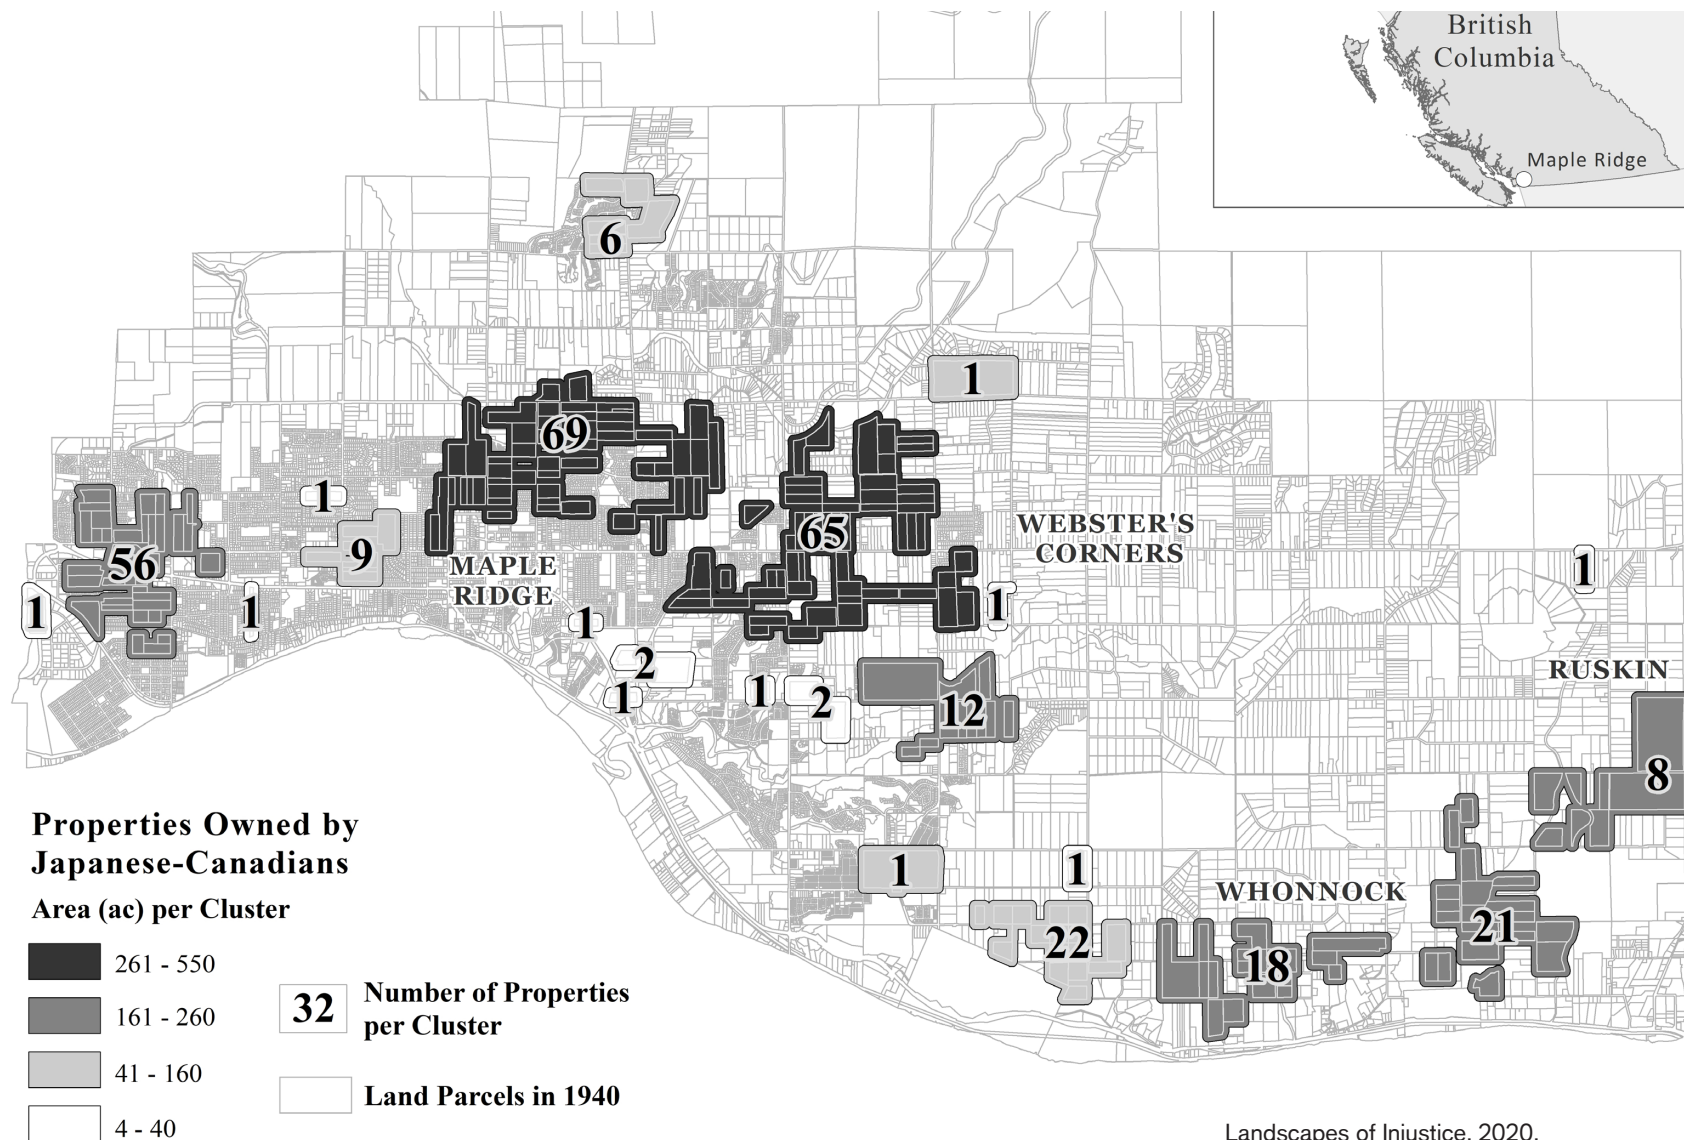 British
Columbia
Maple Ridge
6
1
69
1
65
WEBSTER'S
CORNERS
9
56
MAPLE
RIDGE
1
1
1
1
1
2
1
1
2
12
RUSKIN
8
1
1
WHONNOCK
22
18
21
Properties Owned by
Japanese-Canadians
Area (ac) per Cluster
261 - 550
161 - 260
41 - 160
4 - 40
32
Number of Properties
per Cluster
Land Parcels in 1940
Landscapes of Injustice, 2020.